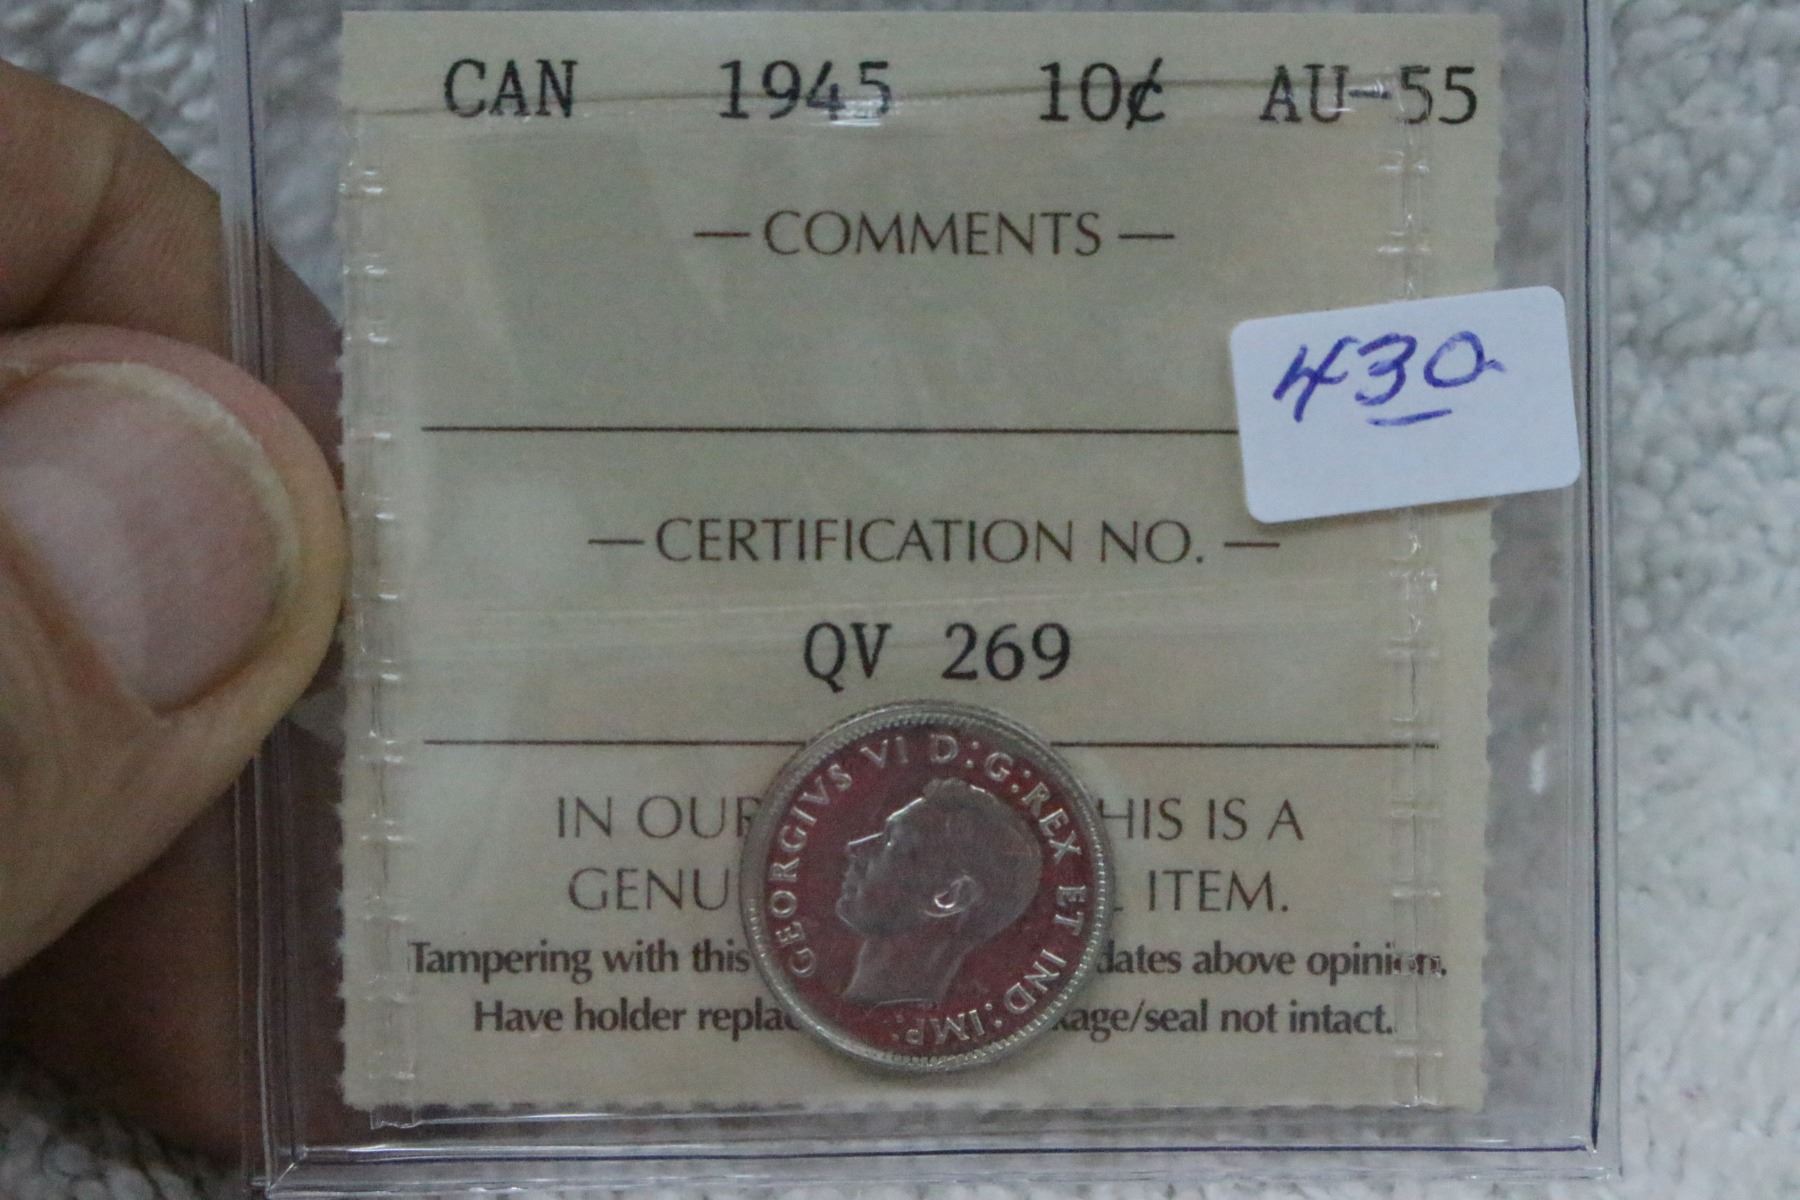 CAN 1945 10¢ AU-55
— COMMENTS —
430
— CERTIFICATION NO. —
QV 269
IN OUR HIS IS A
GENU ITEM.
Tampering with this dates above opinion.
Have holder replac kage/seal not intact.
GEORGIVS VI D:G:REX ET IND:IMP: